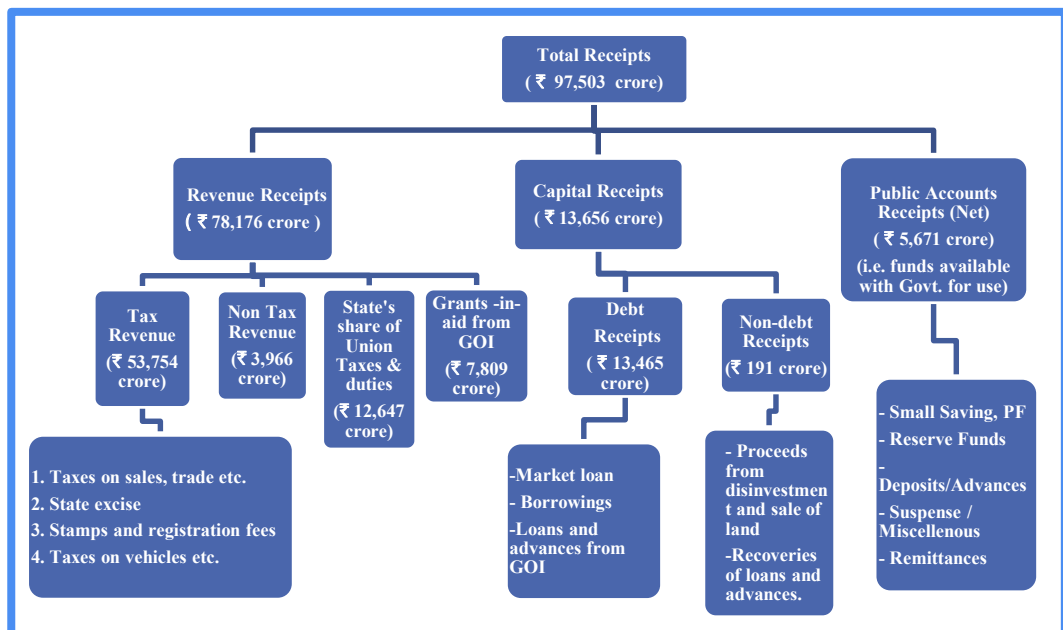 Total Receipts
( ₹ 97,503 crore)
Revenue Receipts
( ₹ 78,176 crore )
Capital Receipts
( ₹ 13,656 crore)
Public Accounts
Receipts (Net)
( ₹ 5,671 crore)
(i.e. funds available
with Govt. for use)
Tax
Revenue
(₹ 53,754
crore)
Non Tax
Revenue
(₹ 3,966
crore)
State's
share of
Union
Taxes &
duties
(₹ 12,647
crore)
Grants -in-
aid from
GOI
(₹ 7,809
crore)
Debt
Receipts
(₹ 13,465
crore)
Non-debt
Receipts
(₹ 191 crore)
1. Taxes on sales, trade etc.
2. State excise
3. Stamps and registration fees
4. Taxes on vehicles etc.
-Market loan
- Borrowings
-Loans and
advances from
GOI
- Proceeds
from
disinvestmen
t and sale of
land
-Recoveries
of loans and
advances.
- Small Saving, PF
- Reserve Funds
-
Deposits/Advances
- Suspense /
Miscellenous
- Remittances